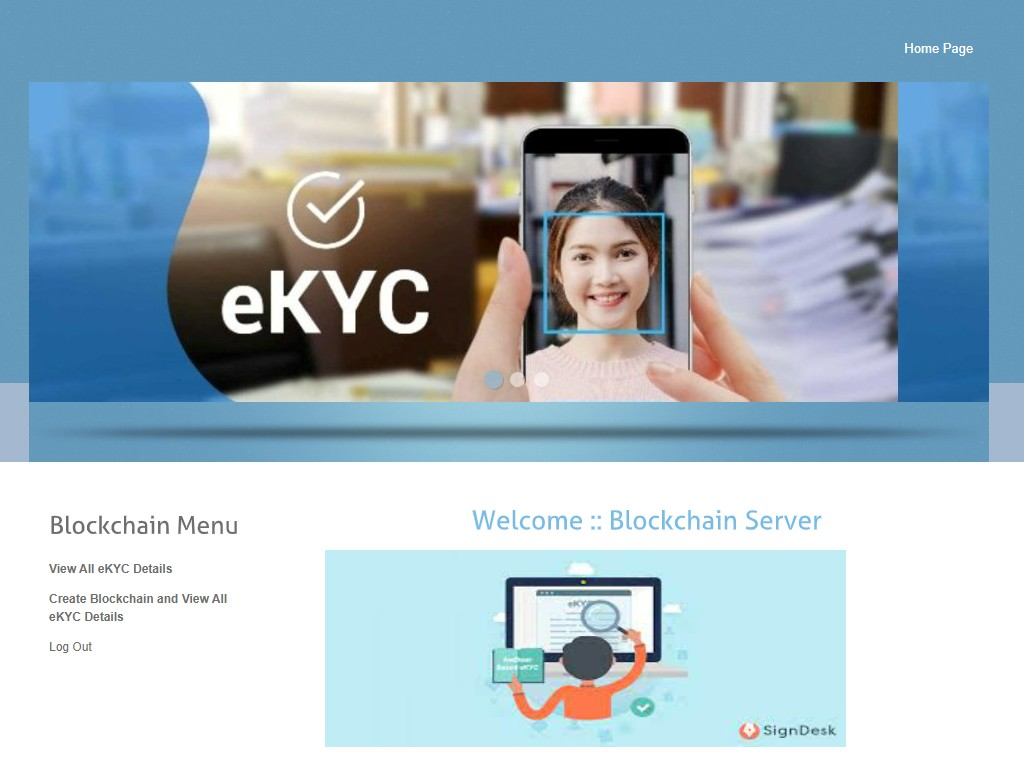 Home Page
eKYC
Blockchain Menu
Welcome :: Blockchain Server
View All eKYC Details
Create Blockchain and View All
eKYC Details
Log Out
eKYC
SignDesk